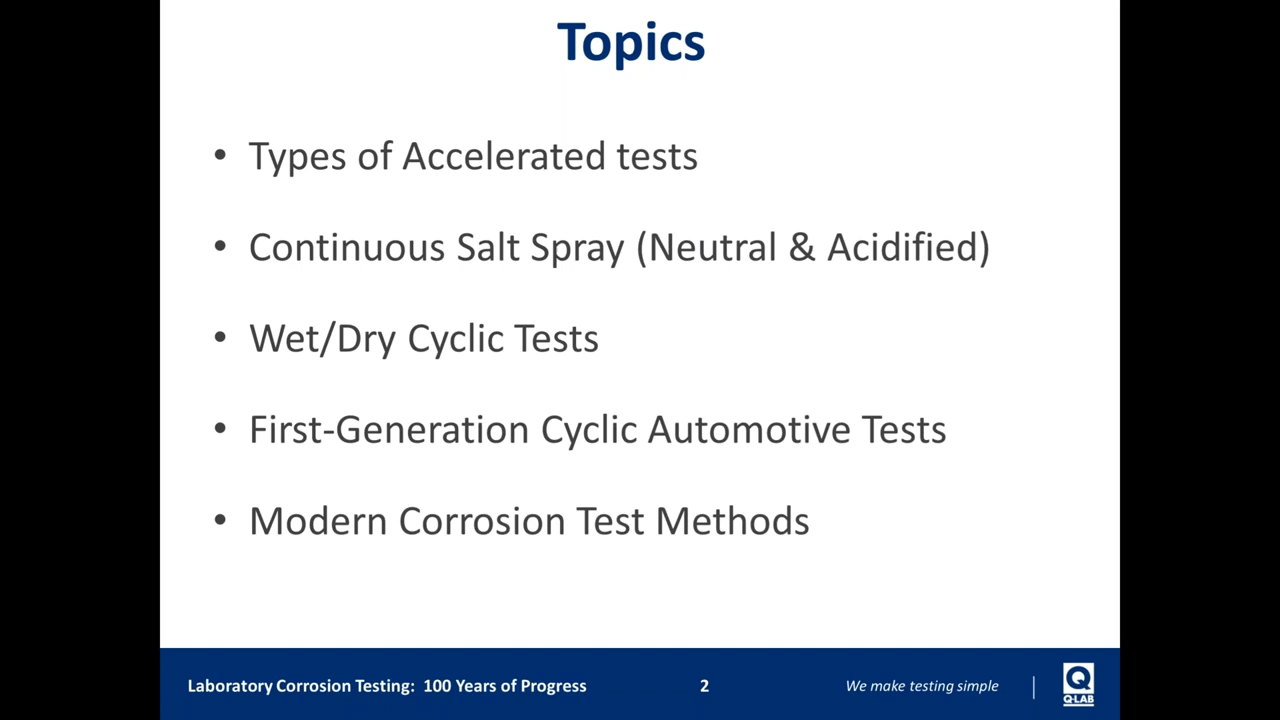 Topics
• Types of Accelerated tests
• Continuous Salt Spray (Neutral & Acidified)
• Wet/Dry Cyclic Tests
• First-Generation Cyclic Automotive Tests
• Modern Corrosion Test Methods
Laboratory Corrosion Testing: 100 Years of Progress
2
We make testing simple
Q
Q-LAB